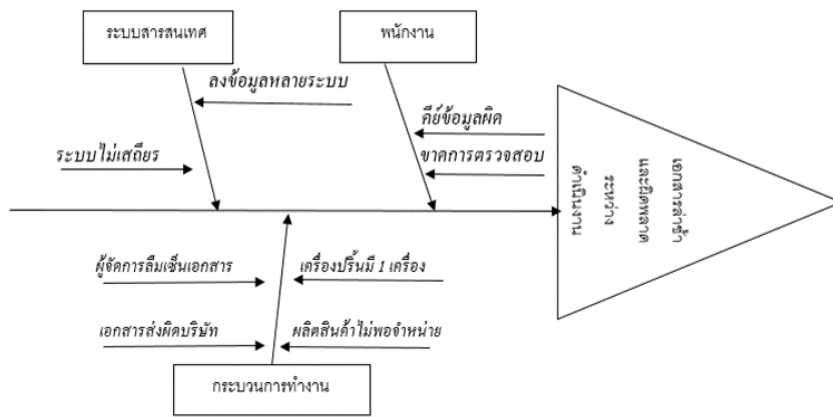 ระบบสารสนเทศ
พนักงาน
ลงข้อมูลหลายระบบ
คีย์ข้อมูลผิด
ระบบไม่เสถียร
ขาดการตรวจสอบ
เอกสารล่าช้า
และผิดพลาด
ระหว่าง
ดำเนินงาน
ผู้จัดการลืมเซ็นเอกสาร
เครื่องปริ้นมี 1 เครื่อง
เอกสารส่งผิดบริษัท
ผลิตสินค้าไม่พอจำหน่าย
กระบวนการทำงาน